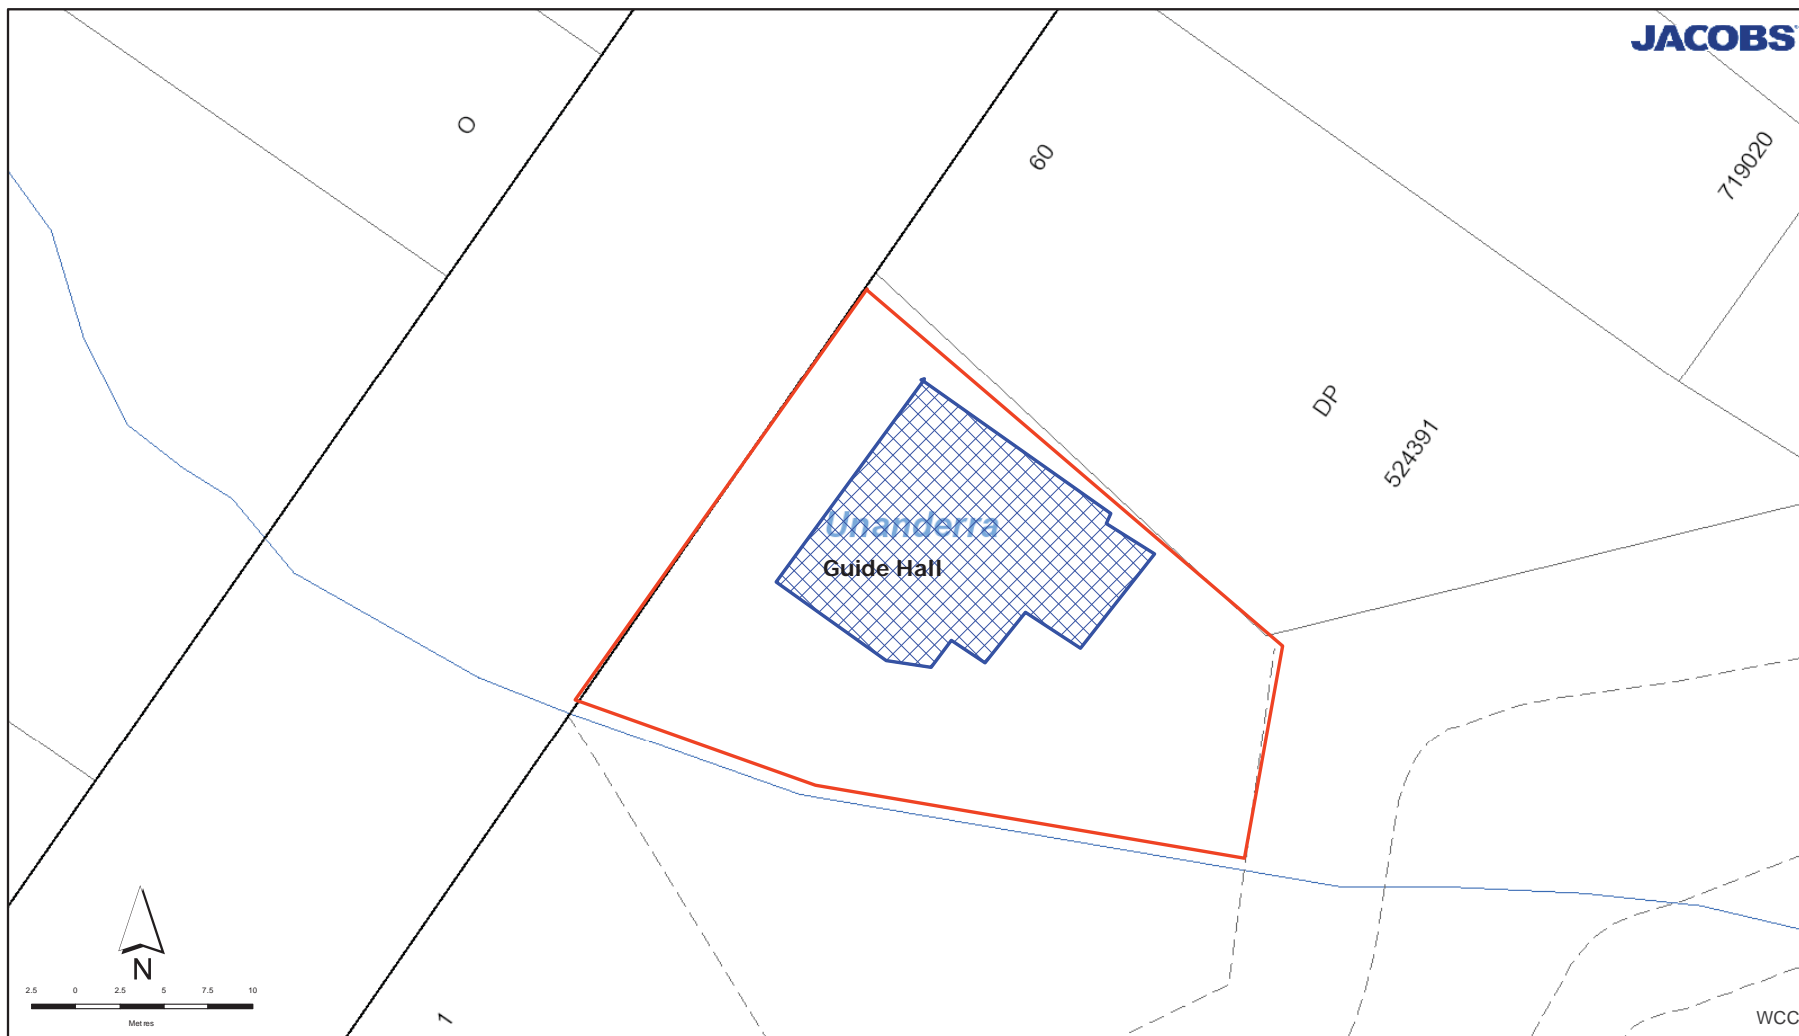 JACOBS
O
60
719020
DP
524391
Unanderra
Guide Hall
N
2.5 0 2.5 5 7.5 10
Metres
1
WCC